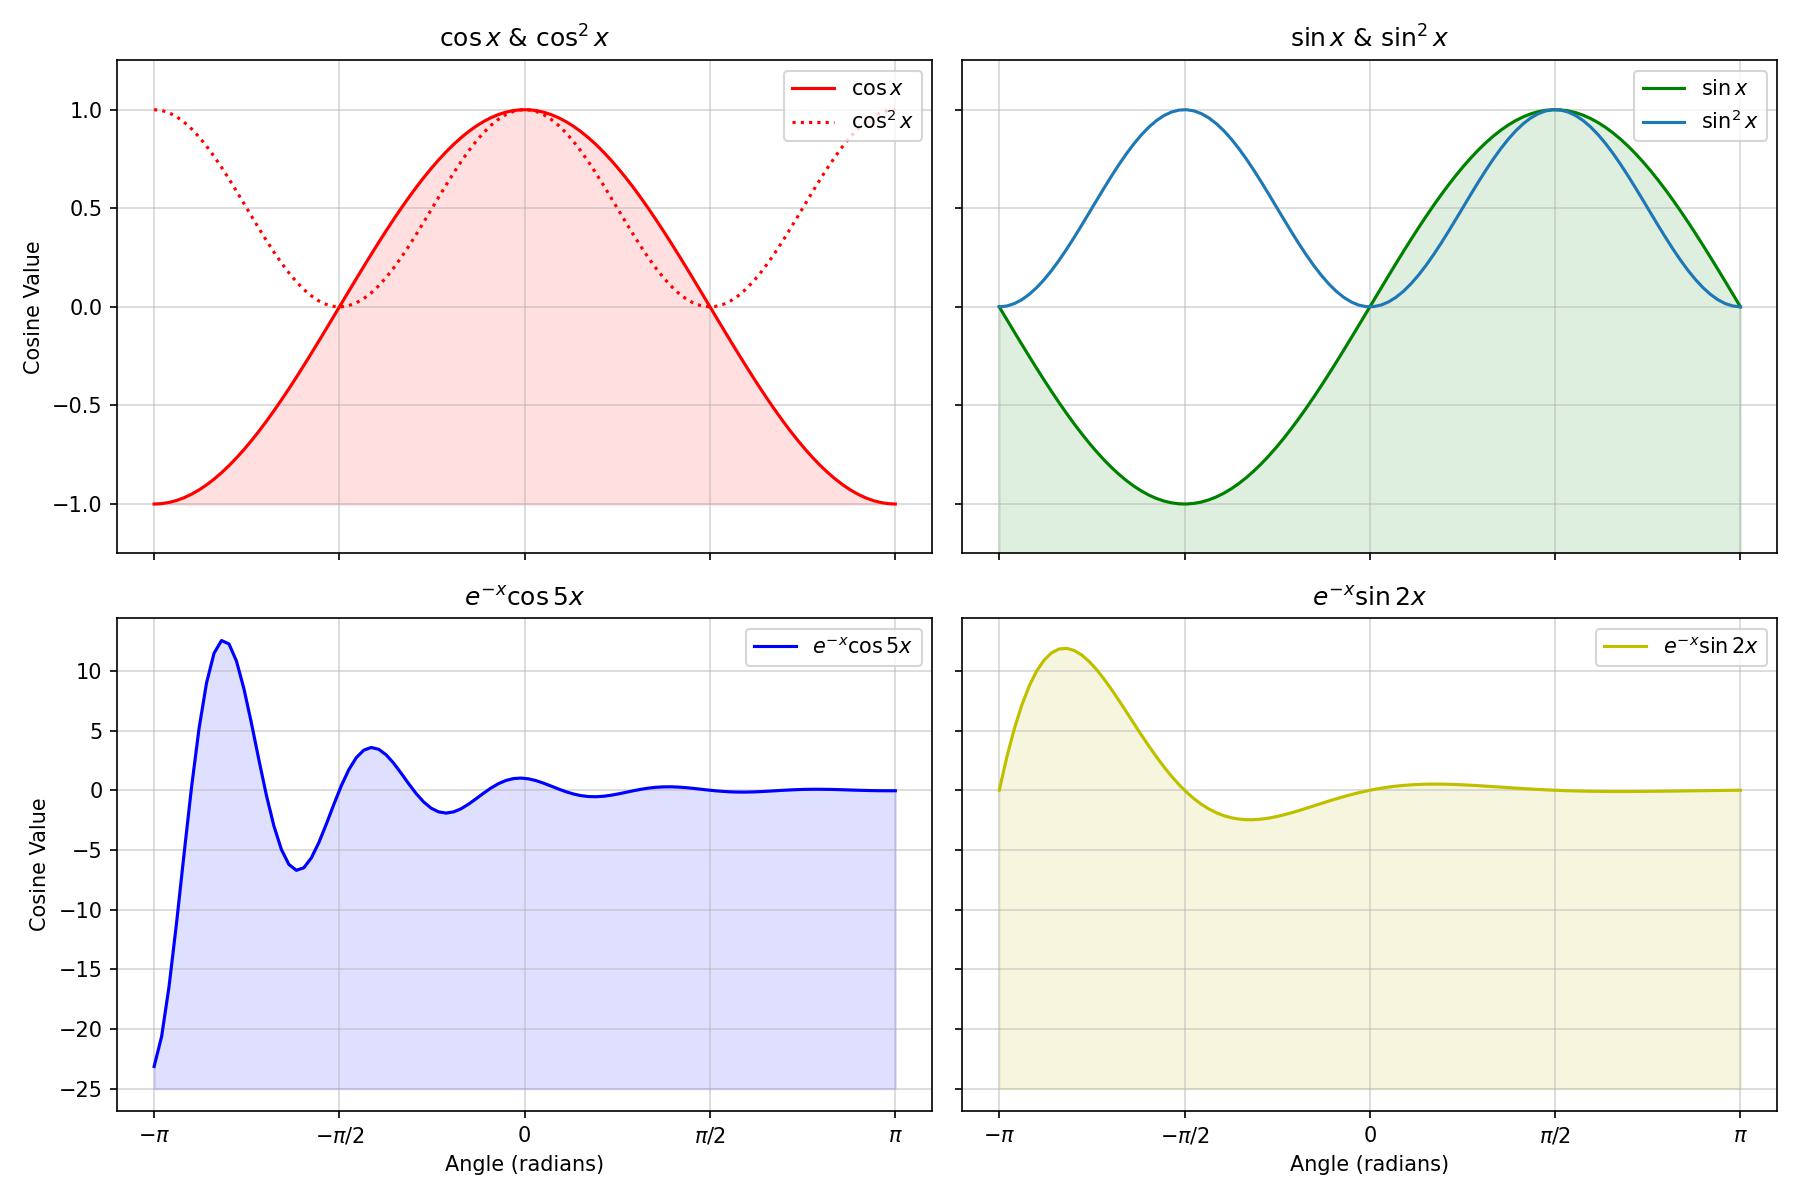 cos x & cos² x
cos x
cos² x
1.0
0.5
0.0
−0.5
−1.0
Cosine Value
sin x & sin² x
sin x
sin² x
e⁻ˣcos 5x
e⁻ˣcos 5x
10
5
0
−5
−10
−15
−20
−25
Cosine Value
−π
−π/2
0
π/2
π
Angle (radians)
e⁻ˣsin 2x
e⁻ˣsin 2x
−π
−π/2
0
π/2
π
Angle (radians)